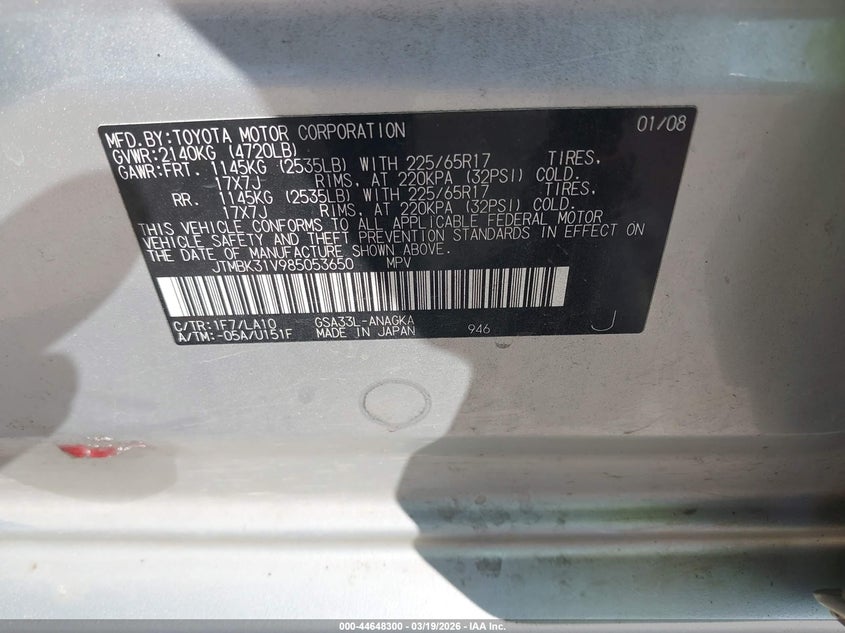 MFD.BY:TOYOTA MOTOR CORPORATION 01/08
GVWR:2140KG (4720LB)
GAWR:FRT. 1145KG (2535LB) WITH 225/65R17 TIRES,
17X7J RIMS, AT 220KPA (32PSI) COLD.
RR. 1145KG (2535LB) WITH 225/65R17 TIRES,
17X7J RIMS, AT 220KPA (32PSI) COLD.
THIS VEHICLE CONFORMS TO ALL APPLICABLE FEDERAL MOTOR
VEHICLE SAFETY AND THEFT PREVENTION STANDARDS IN EFFECT ON
THE DATE OF MANUFACTURE SHOWN ABOVE.
JTMBK31V985053650 MPV
C/TR:1F7/LA10 GSA33L-ANAGKA
A/TM:-05A/U151F MADE IN JAPAN 946 J
000-44648300 - 03/19/2026 - IAA Inc.